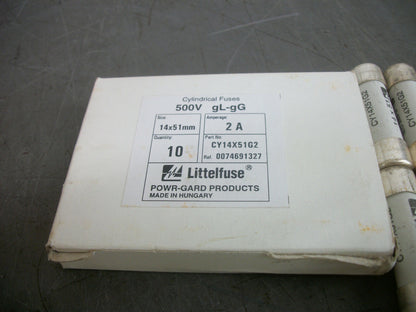 Cylindrical Fuses
500V gL-gG
Size:
14x51mm
Amperage:
2 A
Quantity:
10
Part No:
CY14X51G2
Ref. 0074691327
Littelfuse®
POWR-GARD PRODUCTS
MADE IN HUNGARY
CY14X51G2